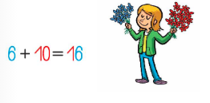 6 + 10 = 16